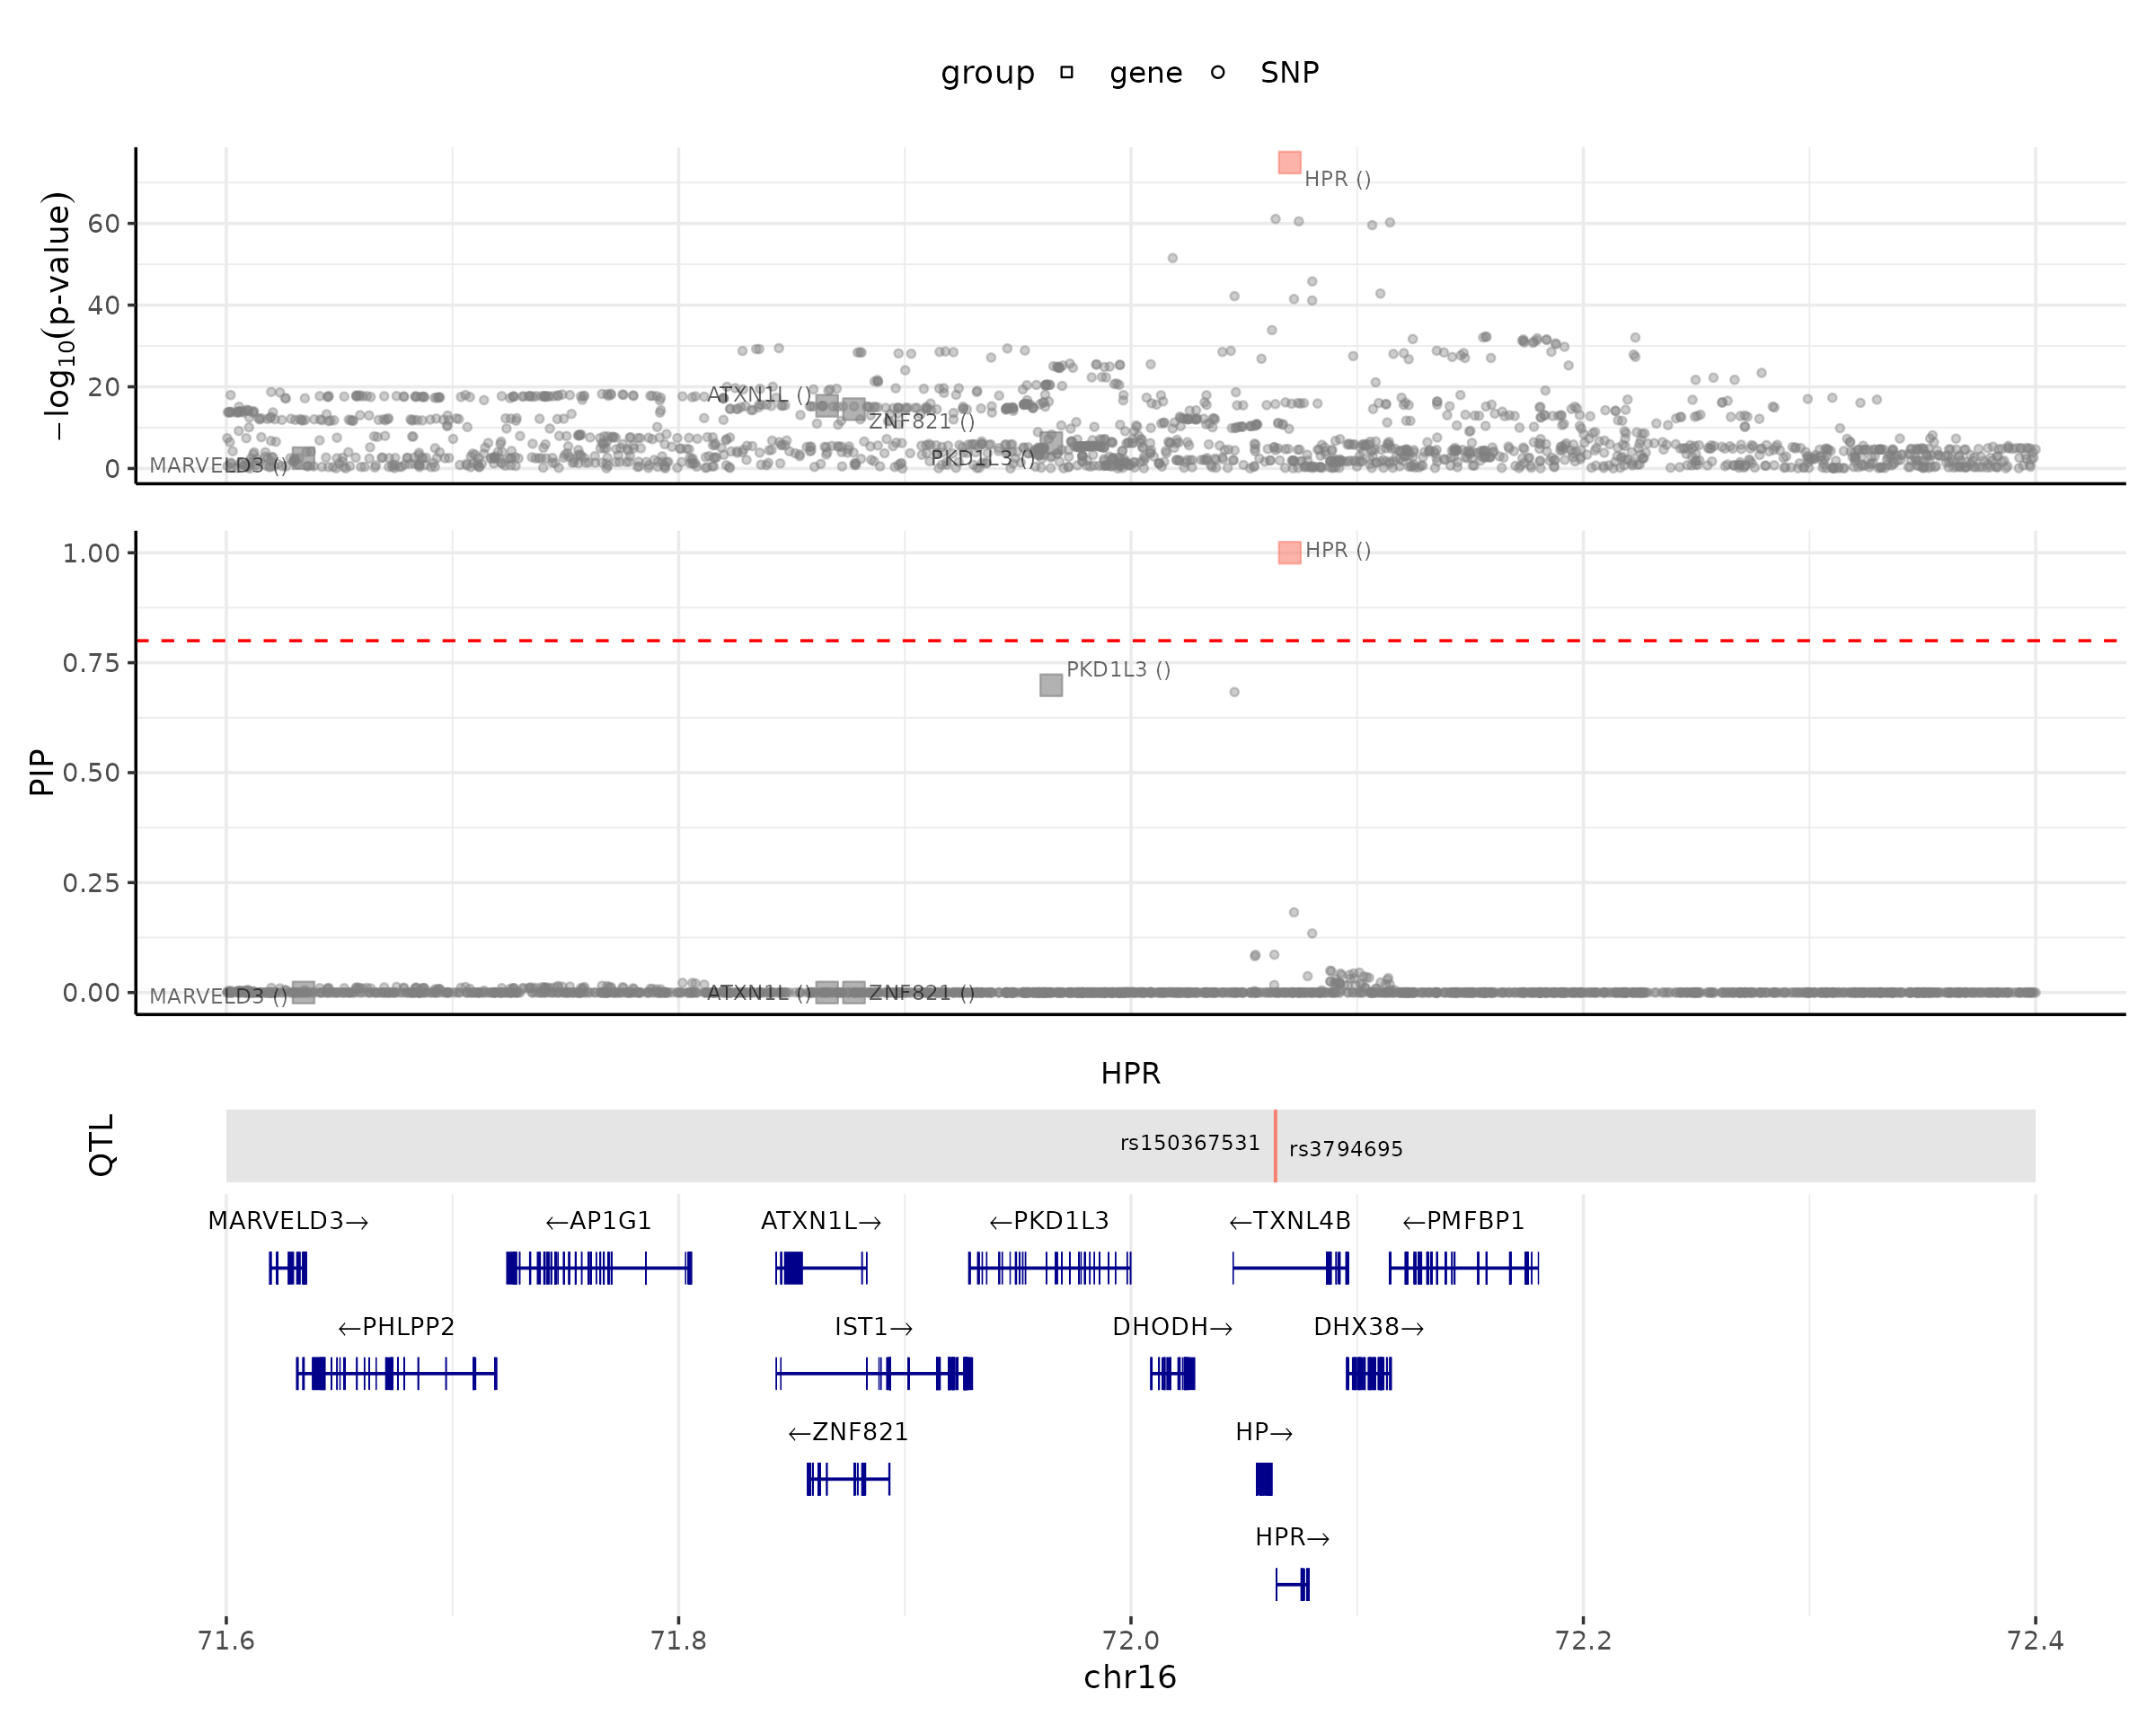 group gene SNP
−log10(p-value)
60
40
20
0
HPR ()
ATXN1L ()
ZNF821 ()
PKD1L3 ()
MARVELD3 ()
PIP
1.00
0.75
0.50
0.25
0.00
HPR ()
PKD1L3 ()
MARVELD3 ()
ATXN1L ()
ZNF821 ()
HPR
QTL
rs150367531
rs3794695
MARVELD3→
←AP1G1
ATXN1L→
←PKD1L3
←TXNL4B
←PMFBP1
←PHLPP2
IST1→
DHODH→
DHX38→
←ZNF821
HP→
HPR→
71.6 71.8 72.0 72.2 72.4
chr16